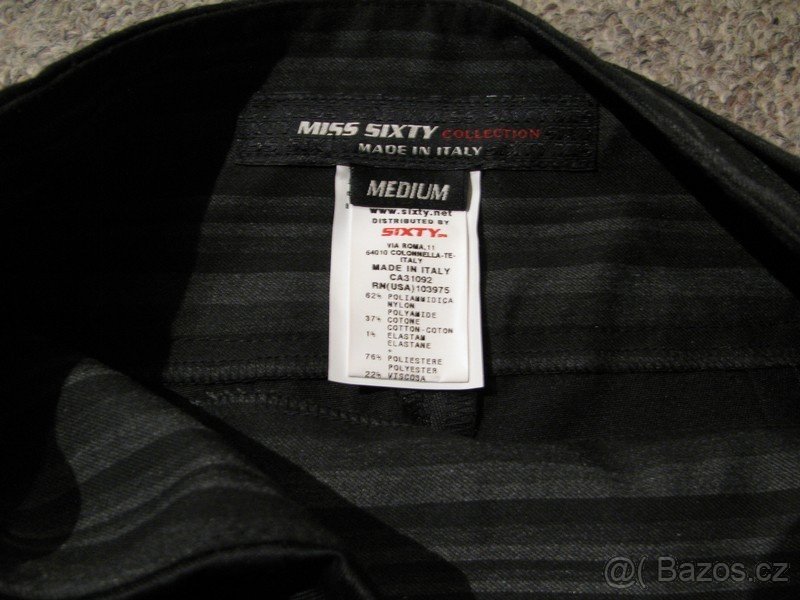 MISS SIXTY COLLECTION
MADE IN ITALY
MEDIUM
www.sixty.net
DISTRIBUTED BY
SIXTY
VIA ROMA,11
64010 COLONNELLA-TE-
ITALY
MADE IN ITALY
CA31092
RN(USA)103975
62% POLIAMMIDICA
NYLON
POLYAMIDE
37% COTONE
COTTON-COTON
1% ELASTAM
ELASTANE
+
76% POLIESTERE
POLYESTER
22% VISCOSA
@( Bazoš.cz